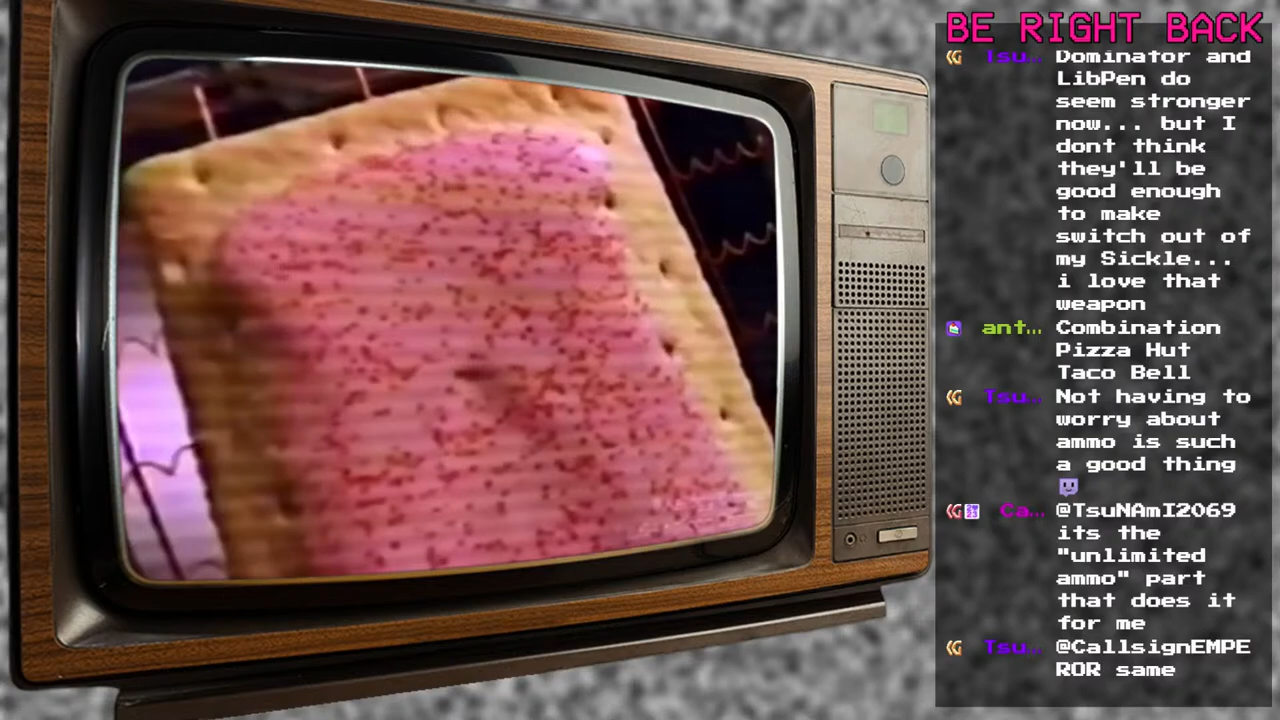 BE RIGHT BACK
Tsu... Dominator and
LibPen do
seem stronger
now... but I
dont think
they'll be
good enough
to make
switch out of
my Sickle...
i love that
weapon
ant... Combination
Pizza Hut
Taco Bell
Tsu... Not having to
worry about
ammo is such
a good thing
Ca... @TsuNAmI2069
its the
"unlimited
ammo" part
that does it
for me
Tsu... @CallsignEMPE
ROR same